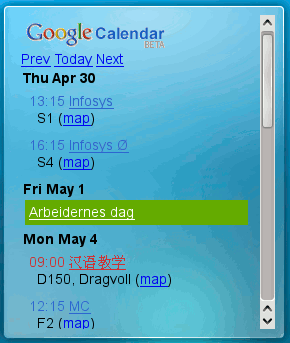 Google Calendar
BETA
Prev Today Next
Thu Apr 30
13:15 Infosys
S1 (map)
16:15 Infosys Ø
S4 (map)
Fri May 1
Arbeidernes dag
Mon May 4
09:00 汉语教学
D150, Dragvoll (map)
12:15 MC
F2 (map)